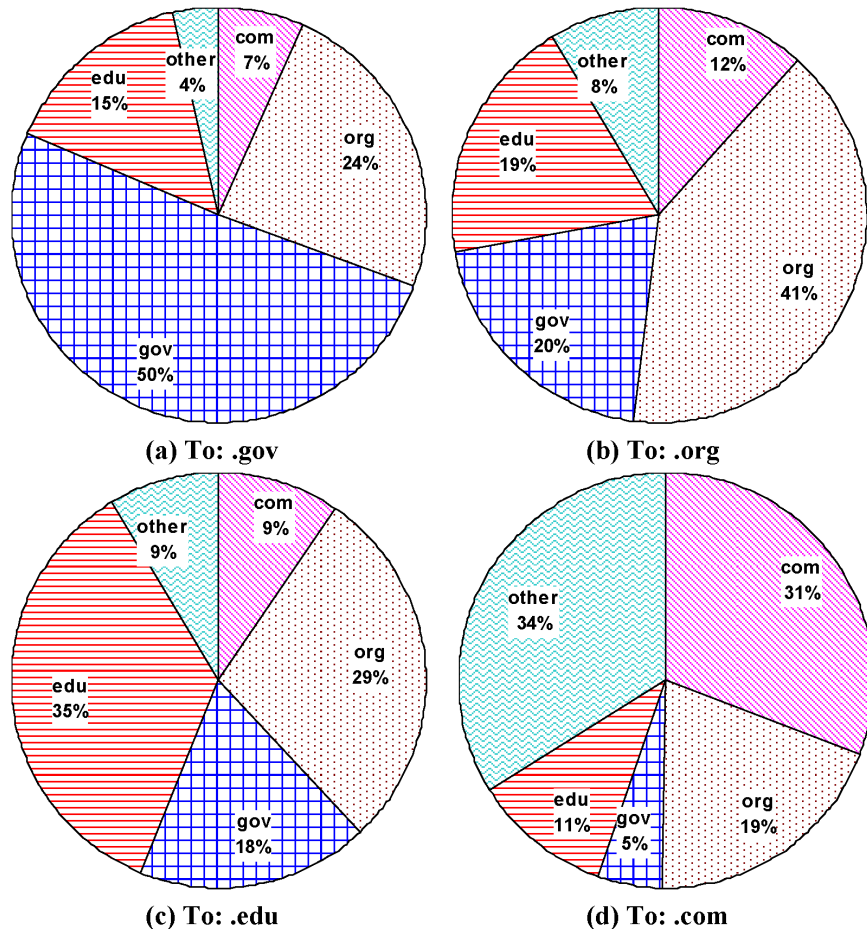 com
7%
org
24%
gov
50%
edu
15%
other
4%
(a) To: .gov
com
12%
org
41%
gov
20%
edu
19%
other
8%
(b) To: .org
com
9%
org
29%
gov
18%
edu
35%
other
9%
(c) To: .edu
com
31%
org
19%
gov
5%
edu
11%
other
34%
(d) To: .com